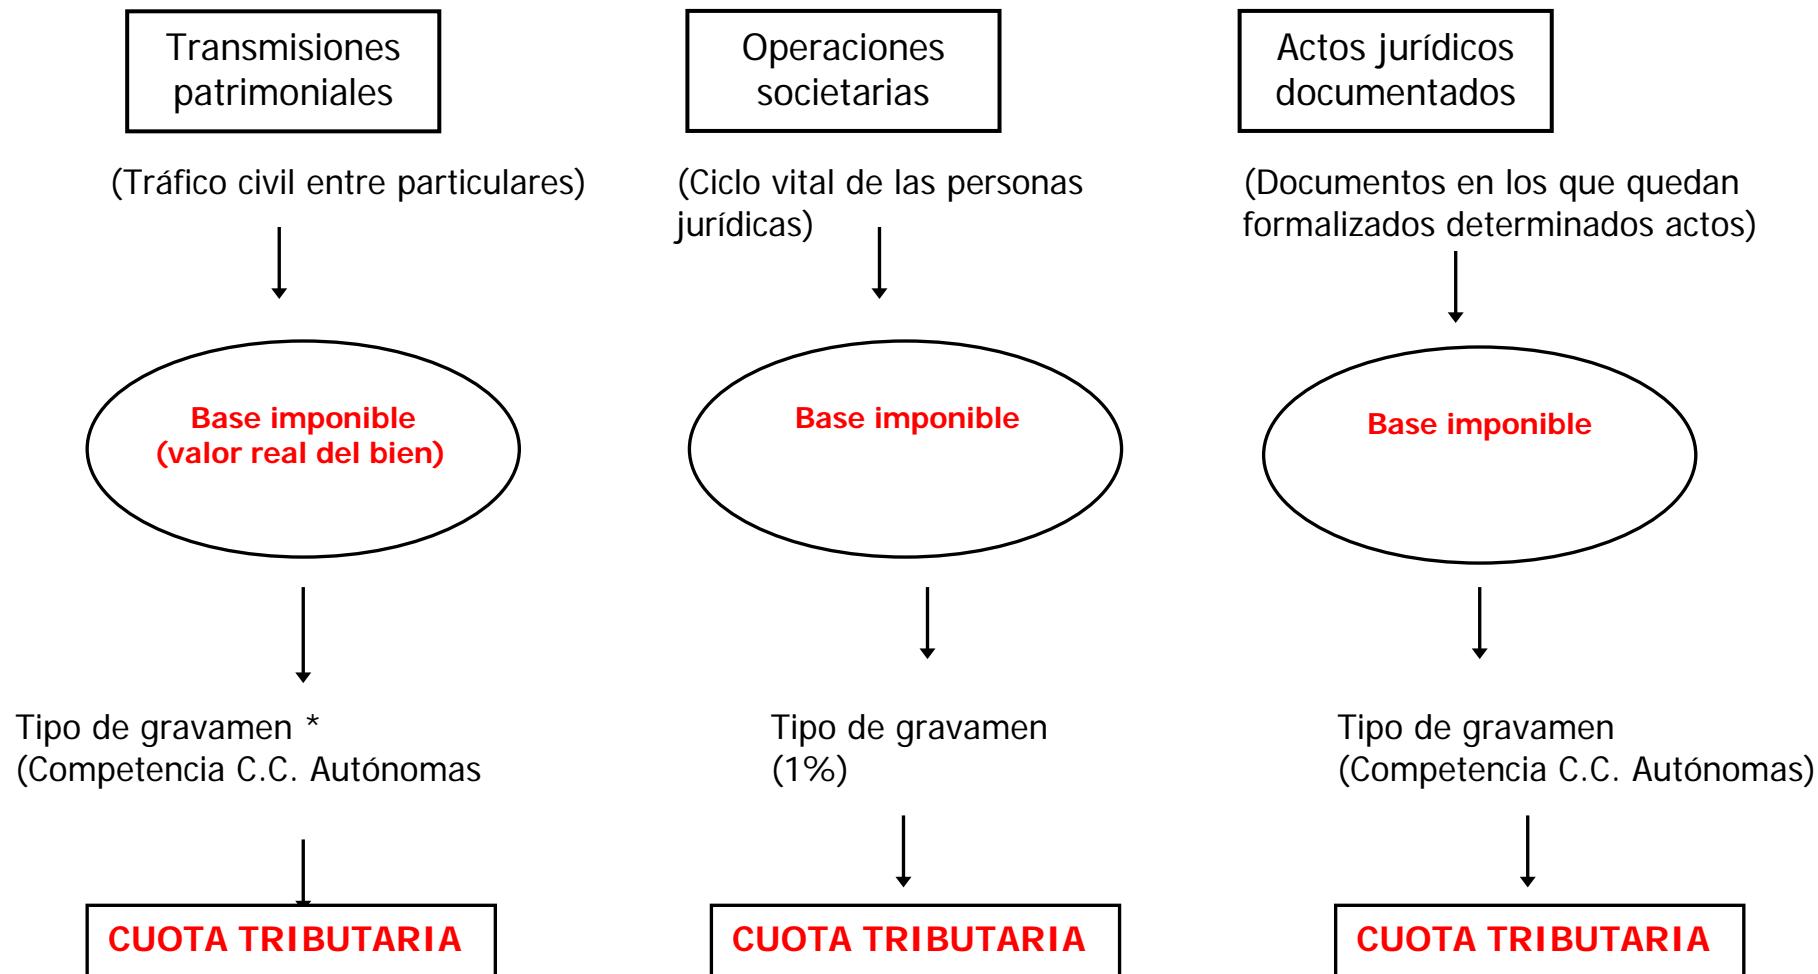 Transmisiones
patrimoniales
(Tráfico civil entre particulares)
Base imponible
(valor real del bien)
Tipo de gravamen *
(Competencia C.C. Autónomas
CUOTA TRIBUTARIA
Operaciones
societarias
(Ciclo vital de las personas
jurídicas)
Base imponible
Tipo de gravamen
(1%)
CUOTA TRIBUTARIA
Actos jurídicos
documentados
(Documentos en los que quedan
formalizados determinados actos)
Base imponible
Tipo de gravamen
(Competencia C.C. Autónomas)
CUOTA TRIBUTARIA